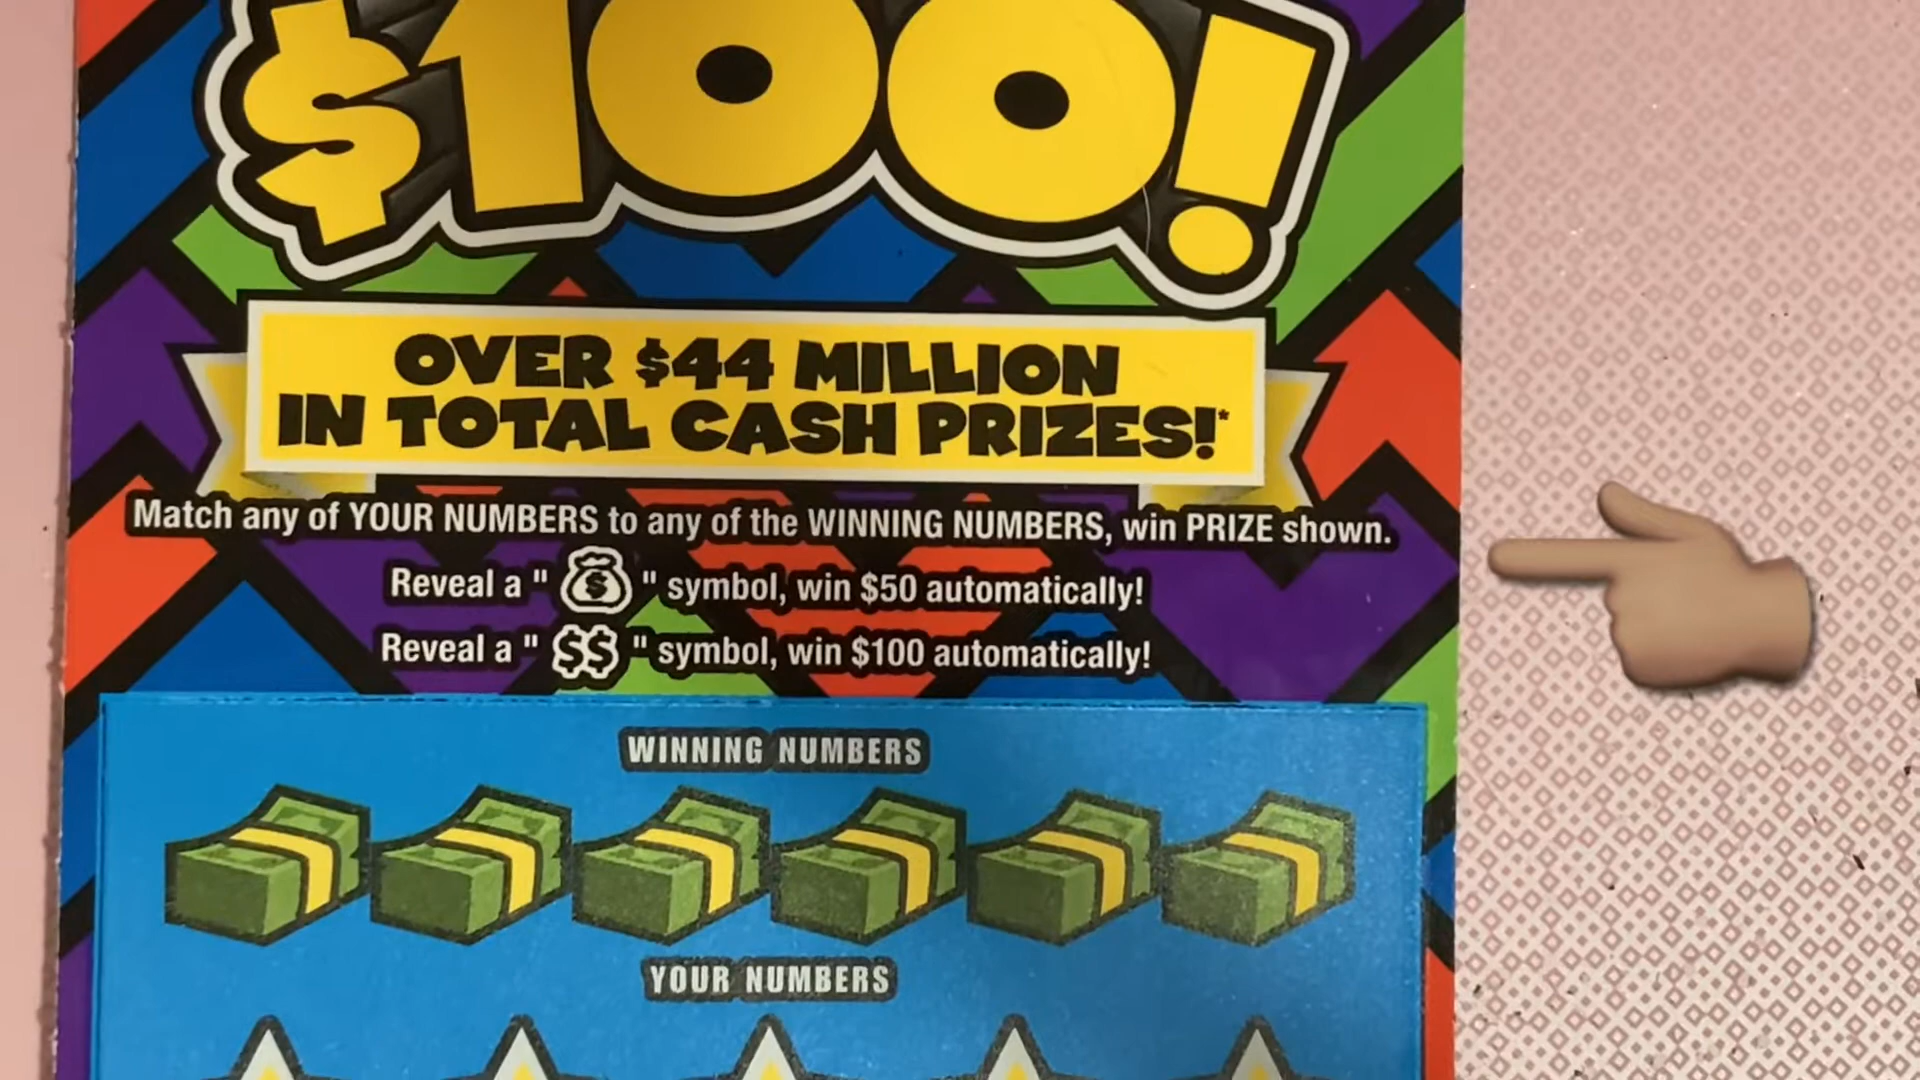 $100!
OVER $44 MILLION
IN TOTAL CASH PRIZES!*
Match any of YOUR NUMBERS to any of the WINNING NUMBERS, win PRIZE shown.
Reveal a "$" symbol, win $50 automatically!
Reveal a "$$" symbol, win $100 automatically!
WINNING NUMBERS
YOUR NUMBERS